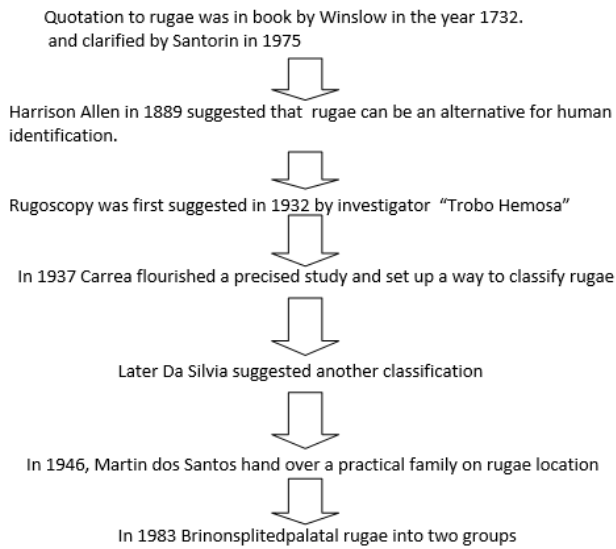 Quotation to rugae was in book by Winslow in the year 1732.
and clarified by Santorin in 1975
Harrison Allen in 1889 suggested that rugae can be an alternative for human
identification.
Rugoscopy was first suggested in 1932 by investigator “Trobo Hemosa”
In 1937 Carrea flourished a precised study and set up a way to classify rugae
Later Da Silvia suggested another classification
In 1946, Martin dos Santos hand over a practical family on rugae location
In 1983 Brinonsplitedpalatal rugae into two groups